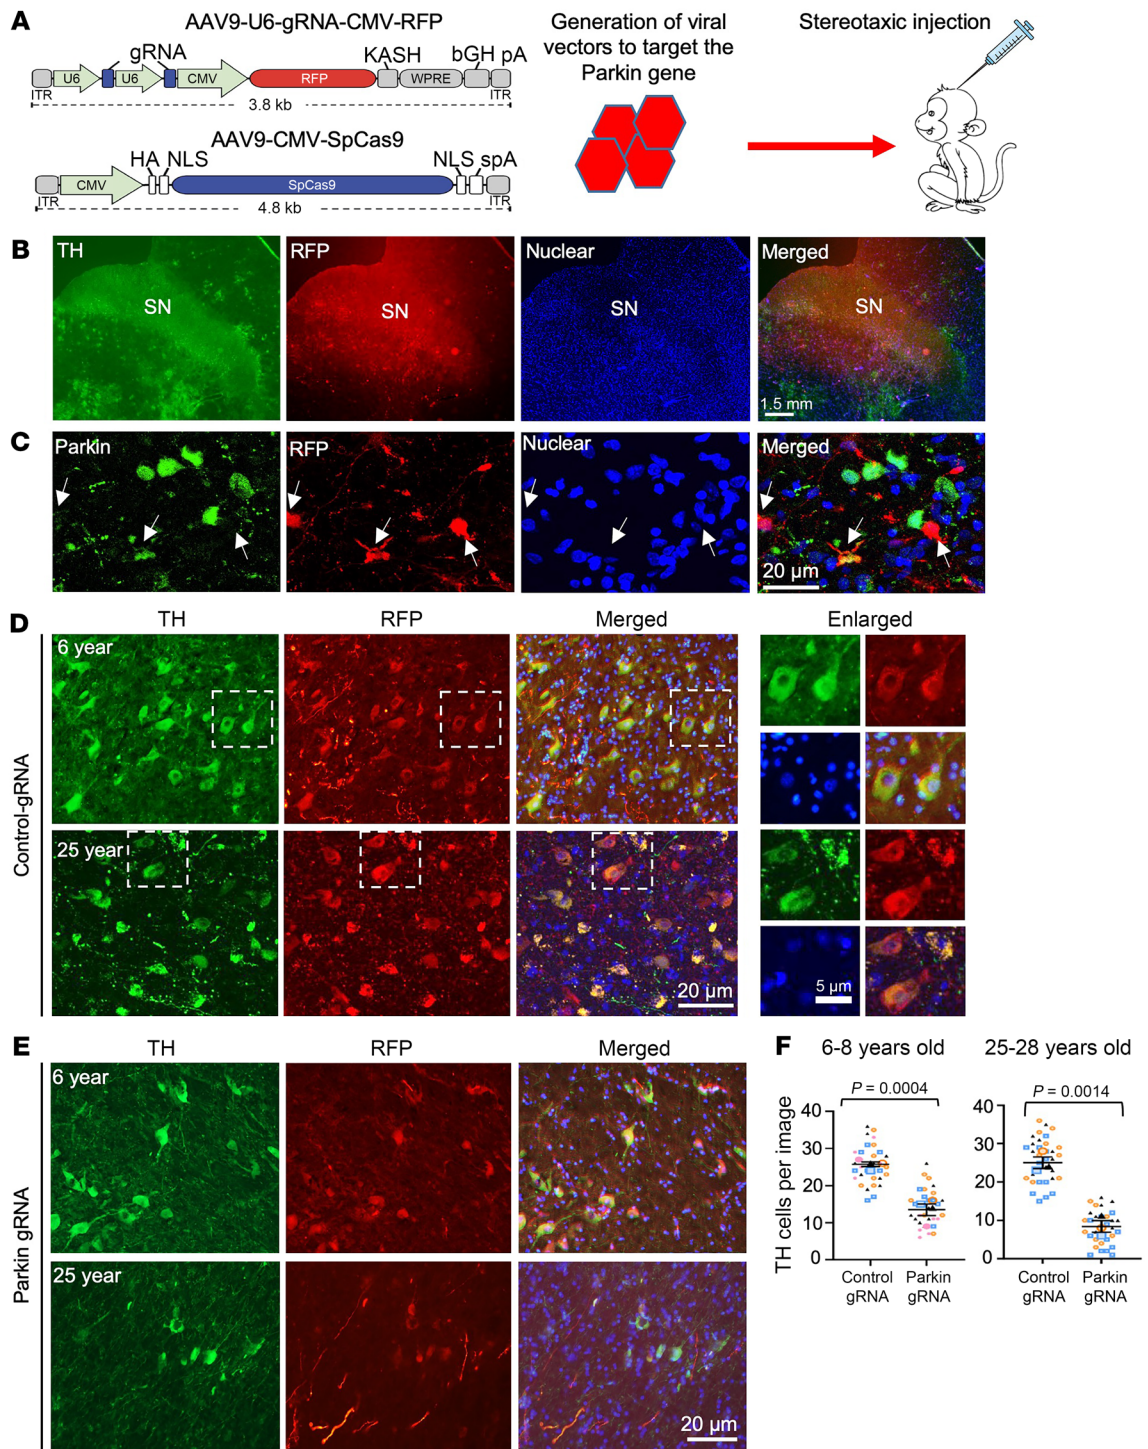 A
AAV9-U6-gRNA-CMV-RFP
gRNA
KASH
bGH pA
U6
U6
CMV
RFP
WPRE
ITR
ITR
3.8 kb
AAV9-CMV-SpCas9
HA NLS
NLS spA
CMV
SpCas9
ITR
ITR
4.8 kb
Generation of viral
vectors to target the
Parkin gene
Stereotaxic injection
B
TH
RFP
Nuclear
Merged
SN
SN
SN
1.5 mm
C
Parkin
RFP
Nuclear
Merged
20 µm
D
TH
RFP
Merged
Enlarged
Control-gRNA
6 year
25 year
20 µm
5 µm
E
TH
RFP
Merged
Parkin gRNA
6 year
25 year
20 µm
F
6-8 years old
25-28 years old
P = 0.0004
P = 0.0014
TH cells per image
40
30
20
10
0
Control
gRNA
Parkin
gRNA
40
30
20
10
0
Control
gRNA
Parkin
gRNA